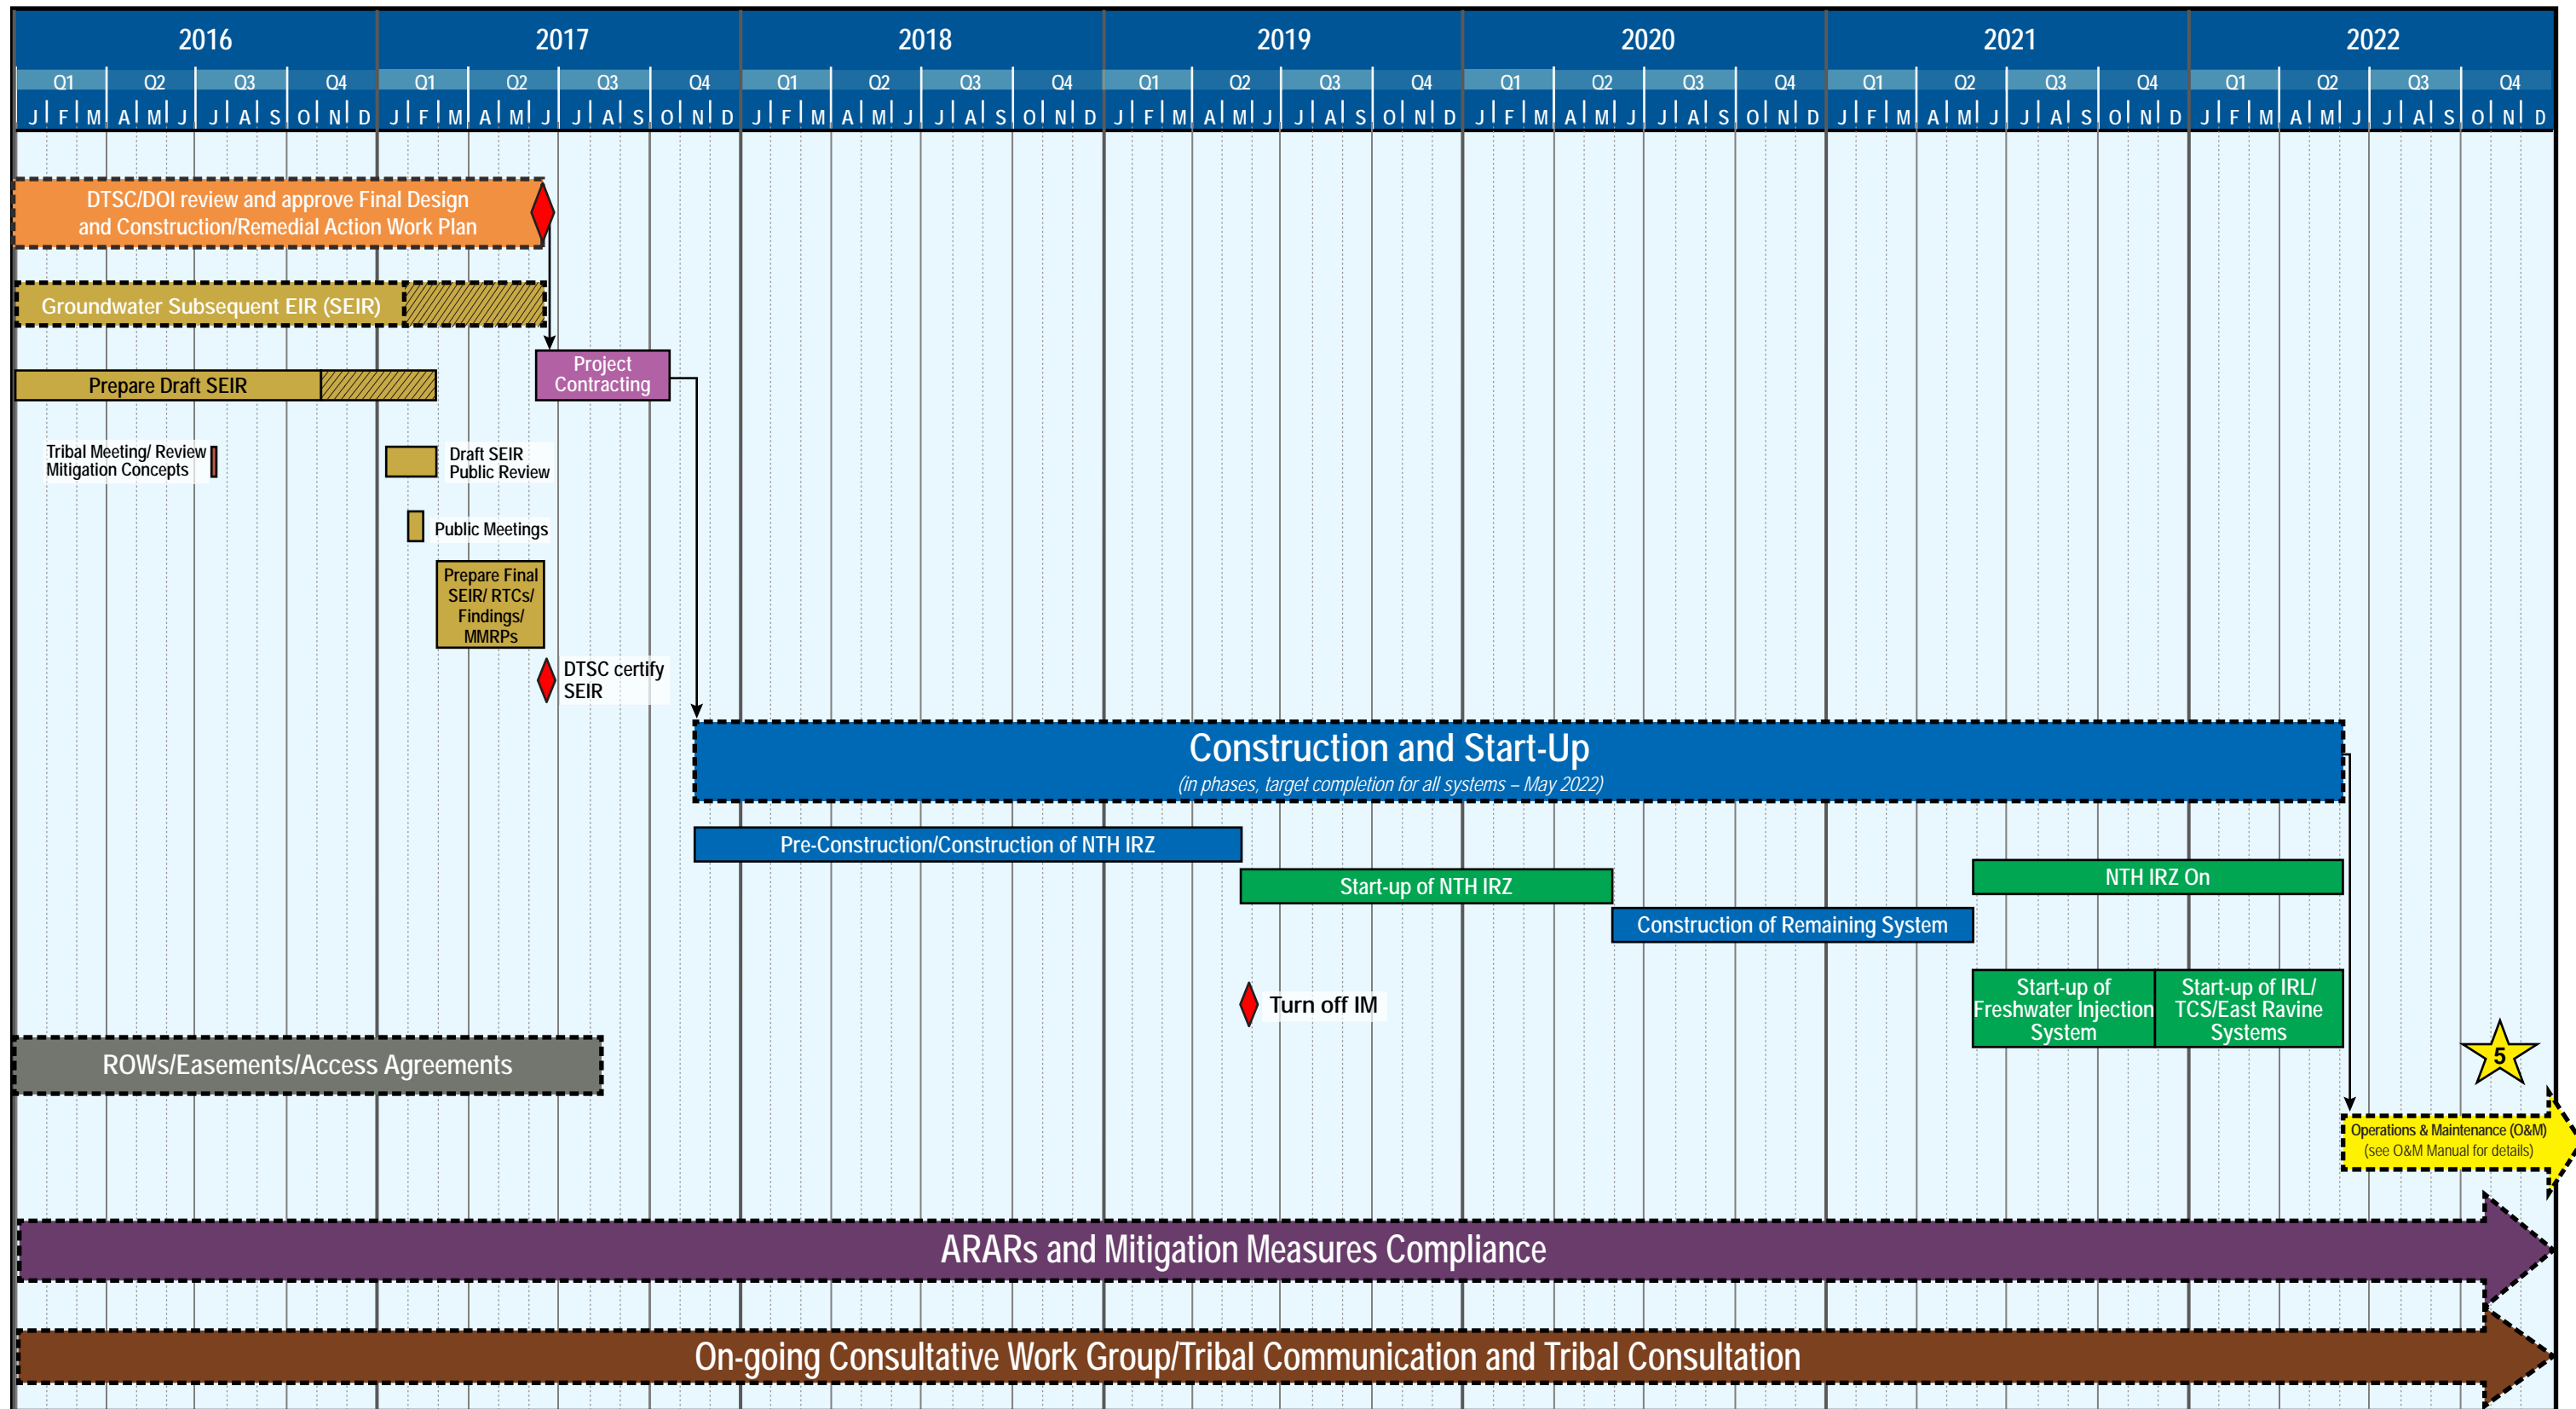 2016 2017 2018 2019 2020 2021 2022
Q1 Q2 Q3 Q4 Q1 Q2 Q3 Q4 Q1 Q2 Q3 Q4 Q1 Q2 Q3 Q4 Q1 Q2 Q3 Q4 Q1 Q2 Q3 Q4 Q1 Q2 Q3 Q4
J F M A M J J A S O N D J F M A M J J A S O N D J F M A M J J A S O N D J F M A M J J A S O N D J F M A M J J A S O N D J F M A M J J A S O N D J F M A M J J A S O N D
DTSC/DOI review and approve Final Design
and Construction/Remedial Action Work Plan
Groundwater Subsequent EIR (SEIR)
Project
Contracting
Prepare Draft SEIR
Tribal Meeting/ Review
Mitigation Concepts
Draft SEIR
Public Review
Public Meetings
Prepare Final
SEIR/ RTCs/
Findings/
MMRPs
DTSC certify
SEIR
Construction and Start-Up
(in phases, target completion for all systems – May 2022)
Pre-Construction/Construction of NTH IRZ
Start-up of NTH IRZ
NTH IRZ On
Construction of Remaining System
Turn off IM
Start-up of
Freshwater Injection
System
Start-up of IRL/
TCS/East Ravine
Systems
ROWs/Easements/Access Agreements
5
Operations & Maintenance (O&M)
(see O&M Manual for details)
ARARs and Mitigation Measures Compliance
On-going Consultative Work Group/Tribal Communication and Tribal Consultation